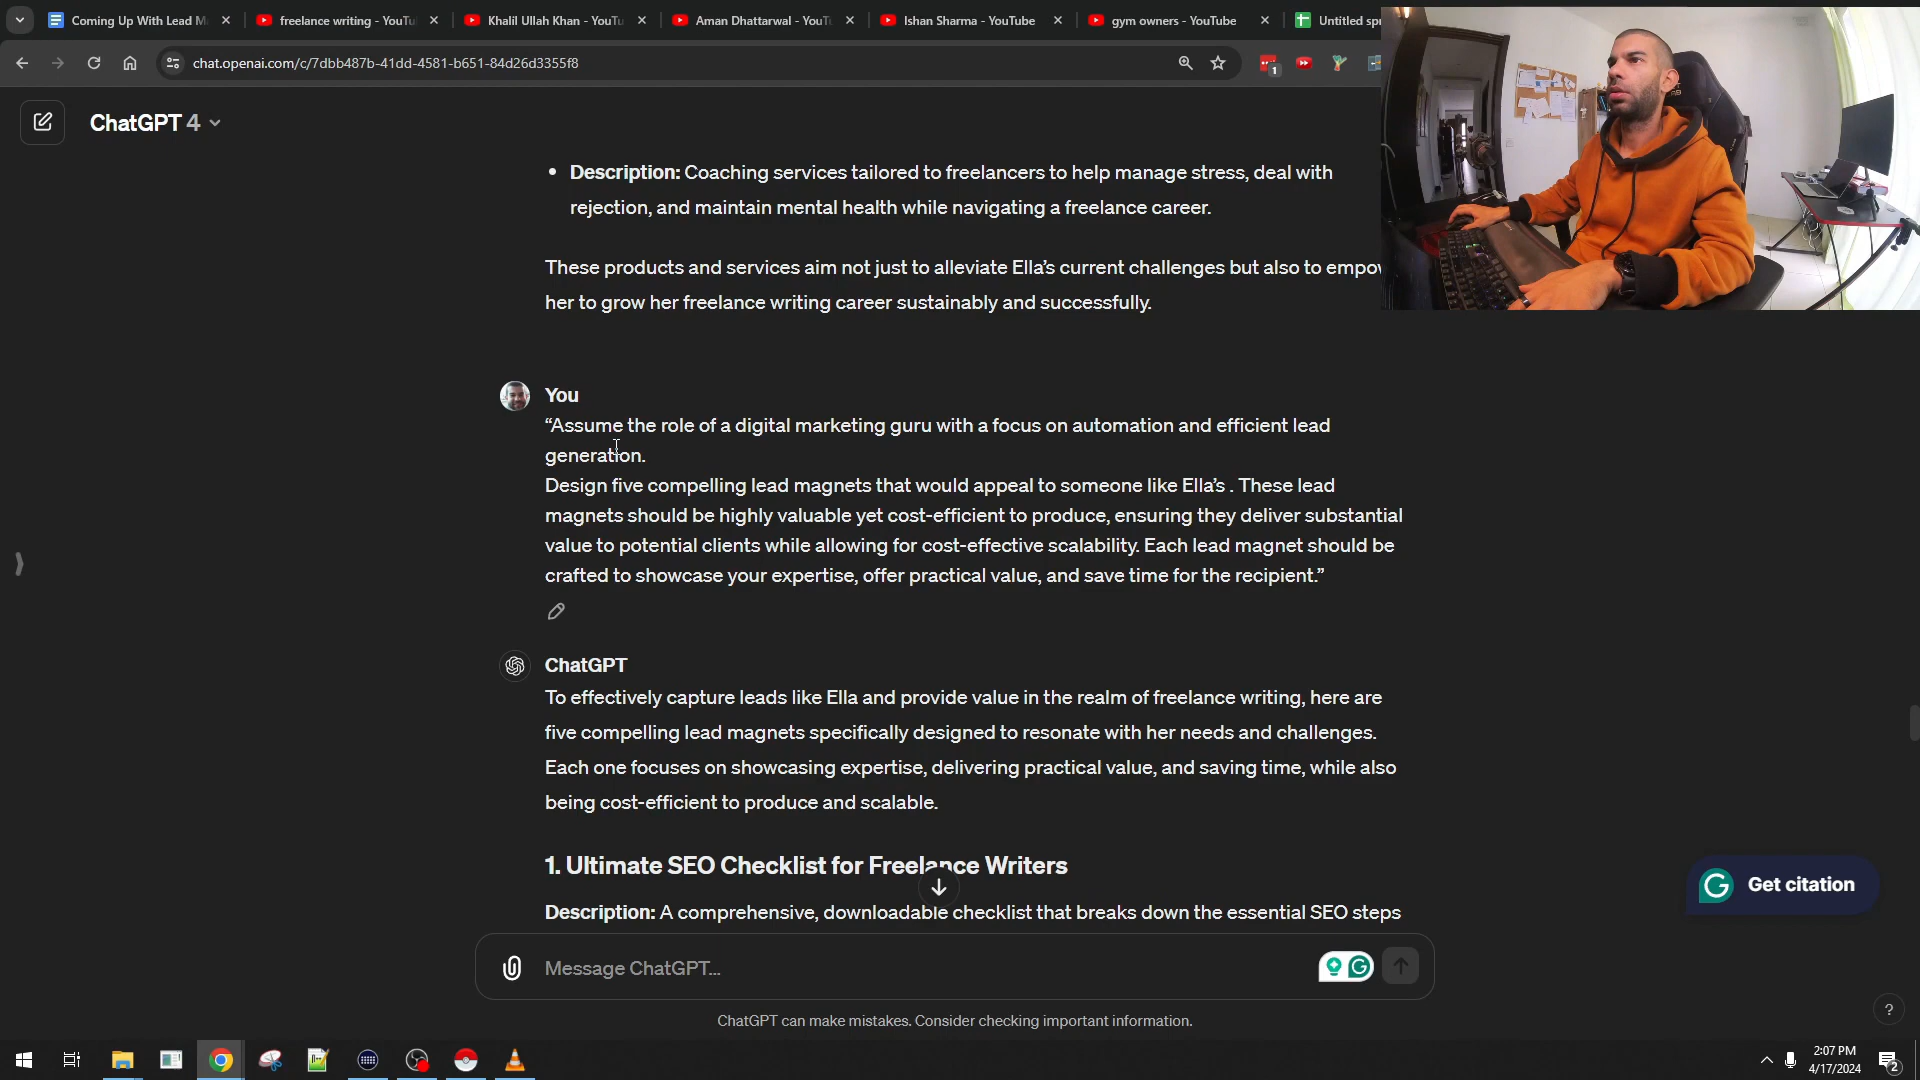 Coming Up With Lead M
freelance writing - YouTu
Khalil Ullah Khan - YouTu
Aman Dhattarwal - YouTu
Ishan Sharma - YouTube
gym owners - YouTube
Untitled spr
chat.openai.com/c/7dbb487b-41dd-4581-b651-84d26d3355f8
1
ChatGPT 4
• Description: Coaching services tailored to freelancers to help manage stress, deal with
rejection, and maintain mental health while navigating a freelance career.
These products and services aim not just to alleviate Ella's current challenges but also to empov
her to grow her freelance writing career sustainably and successfully.
You
“Assume the role of a digital marketing guru with a focus on automation and efficient lead
generation.
Design five compelling lead magnets that would appeal to someone like Ella's . These lead
magnets should be highly valuable yet cost-efficient to produce, ensuring they deliver substantial
value to potential clients while allowing for cost-effective scalability. Each lead magnet should be
crafted to showcase your expertise, offer practical value, and save time for the recipient.”
ChatGPT
To effectively capture leads like Ella and provide value in the realm of freelance writing, here are
five compelling lead magnets specifically designed to resonate with her needs and challenges.
Each one focuses on showcasing expertise, delivering practical value, and saving time, while also
being cost-efficient to produce and scalable.
1. Ultimate SEO Checklist for Freelance Writers
Description: A comprehensive, downloadable checklist that breaks down the essential SEO steps
Get citation
Message ChatGPT...
ChatGPT can make mistakes. Consider checking important information.
?
2:07 PM
4/17/2024
2